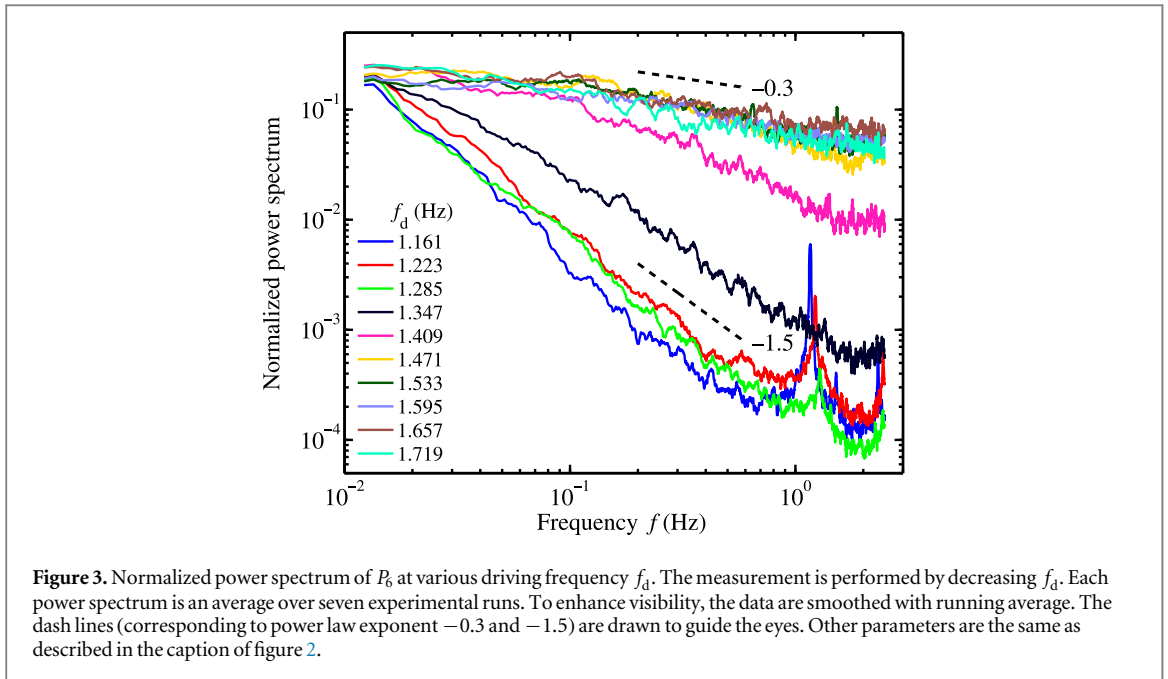 Normalized power spectrum
10⁻¹
10⁻²
10⁻³
10⁻⁴
−0.3
−1.5
f_d (Hz)
1.161
1.223
1.285
1.347
1.409
1.471
1.533
1.595
1.657
1.719
10⁻² 10⁻¹ 10⁰
Frequency f (Hz)
Figure 3. Normalized power spectrum of P₆ at various driving frequency f_d. The measurement is performed by decreasing f_d. Each
power spectrum is an average over seven experimental runs. To enhance visibility, the data are smoothed with running average. The
dash lines (corresponding to power law exponent −0.3 and −1.5) are drawn to guide the eyes. Other parameters are the same as
described in the caption of figure 2.